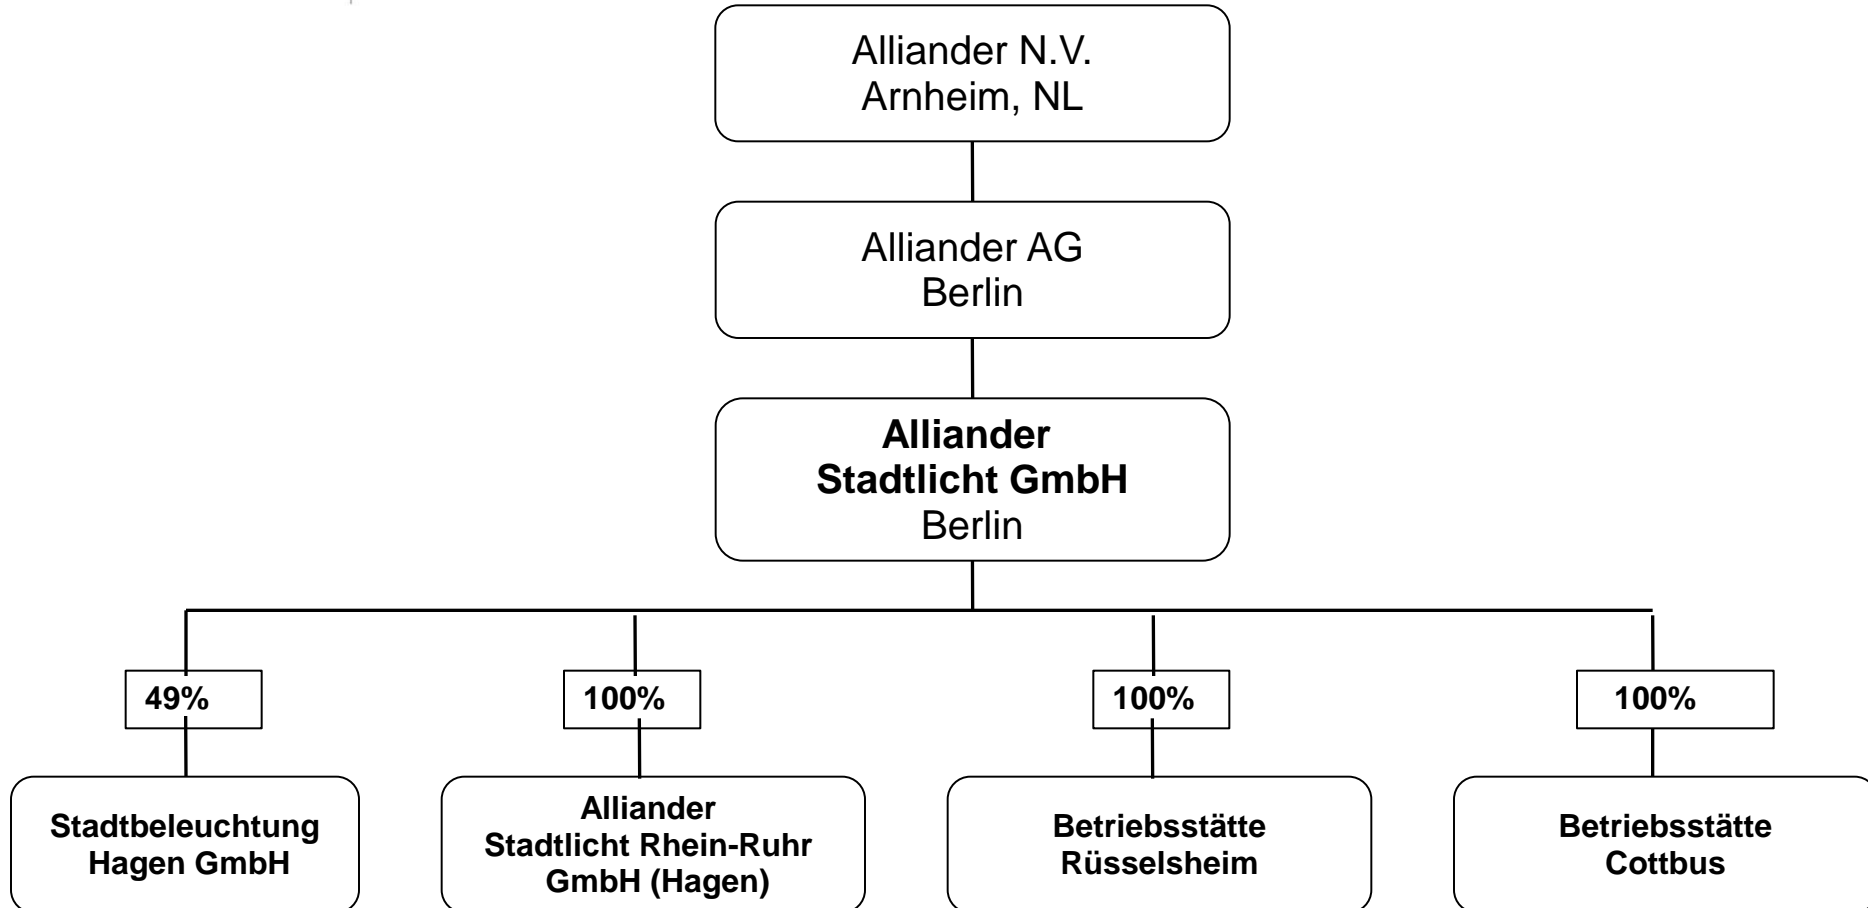 Alliander N.V.
Arnheim, NL
Alliander AG
Berlin
Alliander
Stadtlicht GmbH
Berlin
49%
100%
100%
100%
Stadtbeleuchtung
Hagen GmbH
Alliander
Stadtlicht Rhein-Ruhr
GmbH (Hagen)
Betriebsstätte
Rüsselsheim
Betriebsstätte
Cottbus